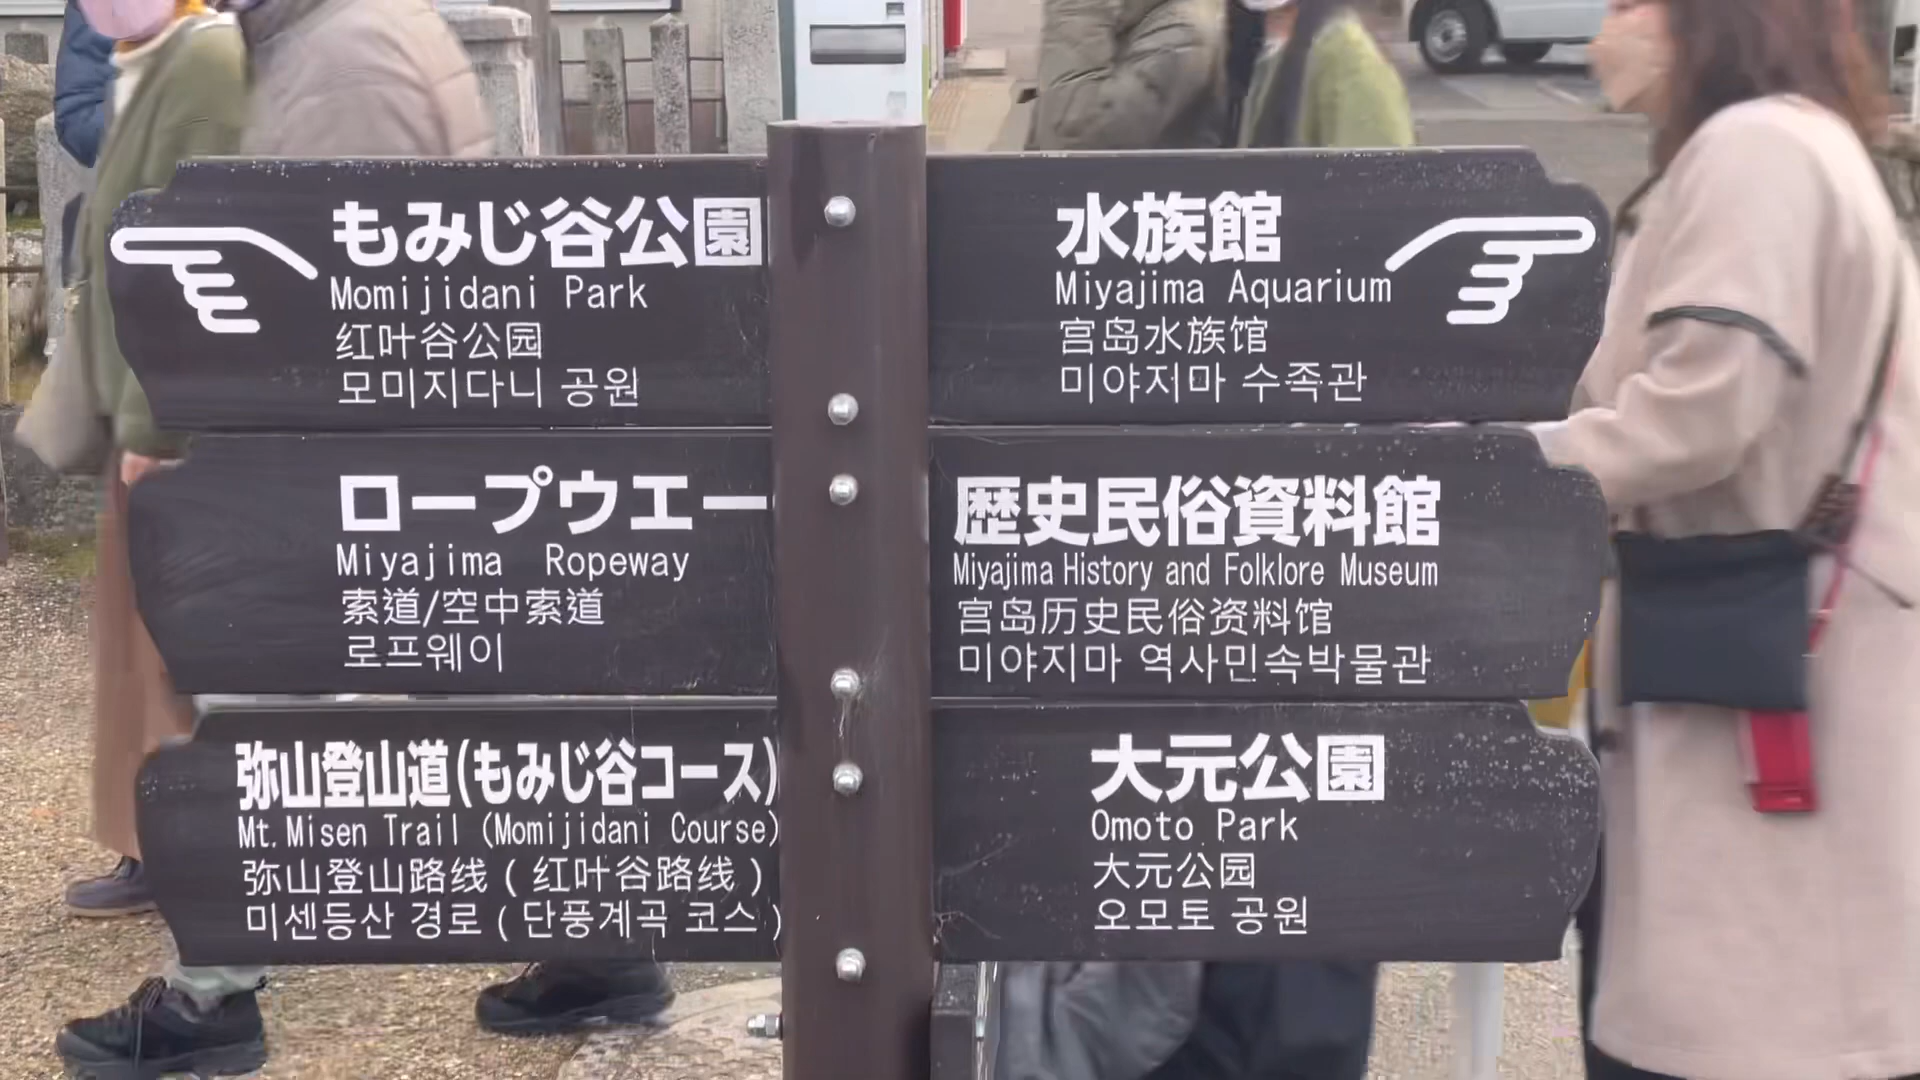 もみじ谷公園
Momijidani Park
红叶谷公园
모미지다니 공원
ロープウエー
Miyajima Ropeway
索道/空中索道
로프웨이
弥山登山道(もみじ谷コース)
Mt.Misen Trail (Momijidani Course)
弥山登山路线(红叶谷路线)
미센등산 경로(단풍계곡 코스)
水族館
Miyajima Aquarium
宫岛水族馆
미야지마 수족관
歴史民俗資料館
Miyajima History and Folklore Museum
宫岛历史民俗资料馆
미야지마 역사민속박물관
大元公園
Omoto Park
大元公园
오모토 공원